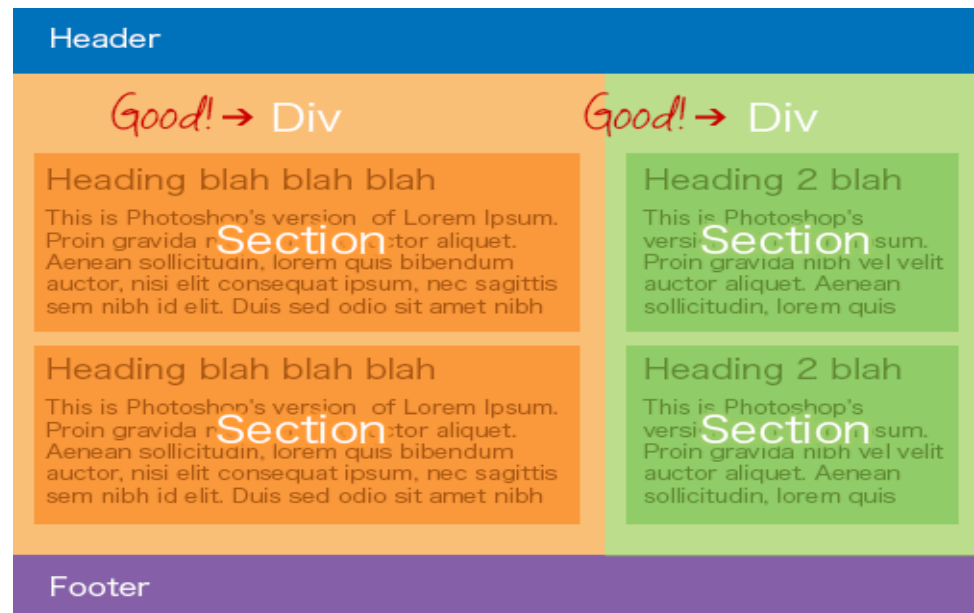 Header
Good! → Div
Good! → Div
Heading blah blah blah
This is Photoshop's version of Lorem Ipsum.
Proin gravida auctor aliquet.
Section
Aenean sollicitudin, lorem quis bibendum
auctor, nisi elit consequat ipsum, nec sagittis
sem nibh id elit. Duis sed odio sit amet nibh
Heading 2 blah
This is Photoshop's
Section
Proin gravida nibh vel velit
auctor aliquet. Aenean
sollicitudin, lorem quis
Heading blah blah blah
This is Photoshop's version of Lorem Ipsum.
Proin gravida auctor aliquet.
Section
Aenean sollicitudin, lorem quis bibendum
auctor, nisi elit consequat ipsum, nec sagittis
sem nibh id elit. Duis sed odio sit amet nibh
Heading 2 blah
This is Photoshop's
Section
Proin gravida nibh vel velit
auctor aliquet. Aenean
sollicitudin, lorem quis
Footer